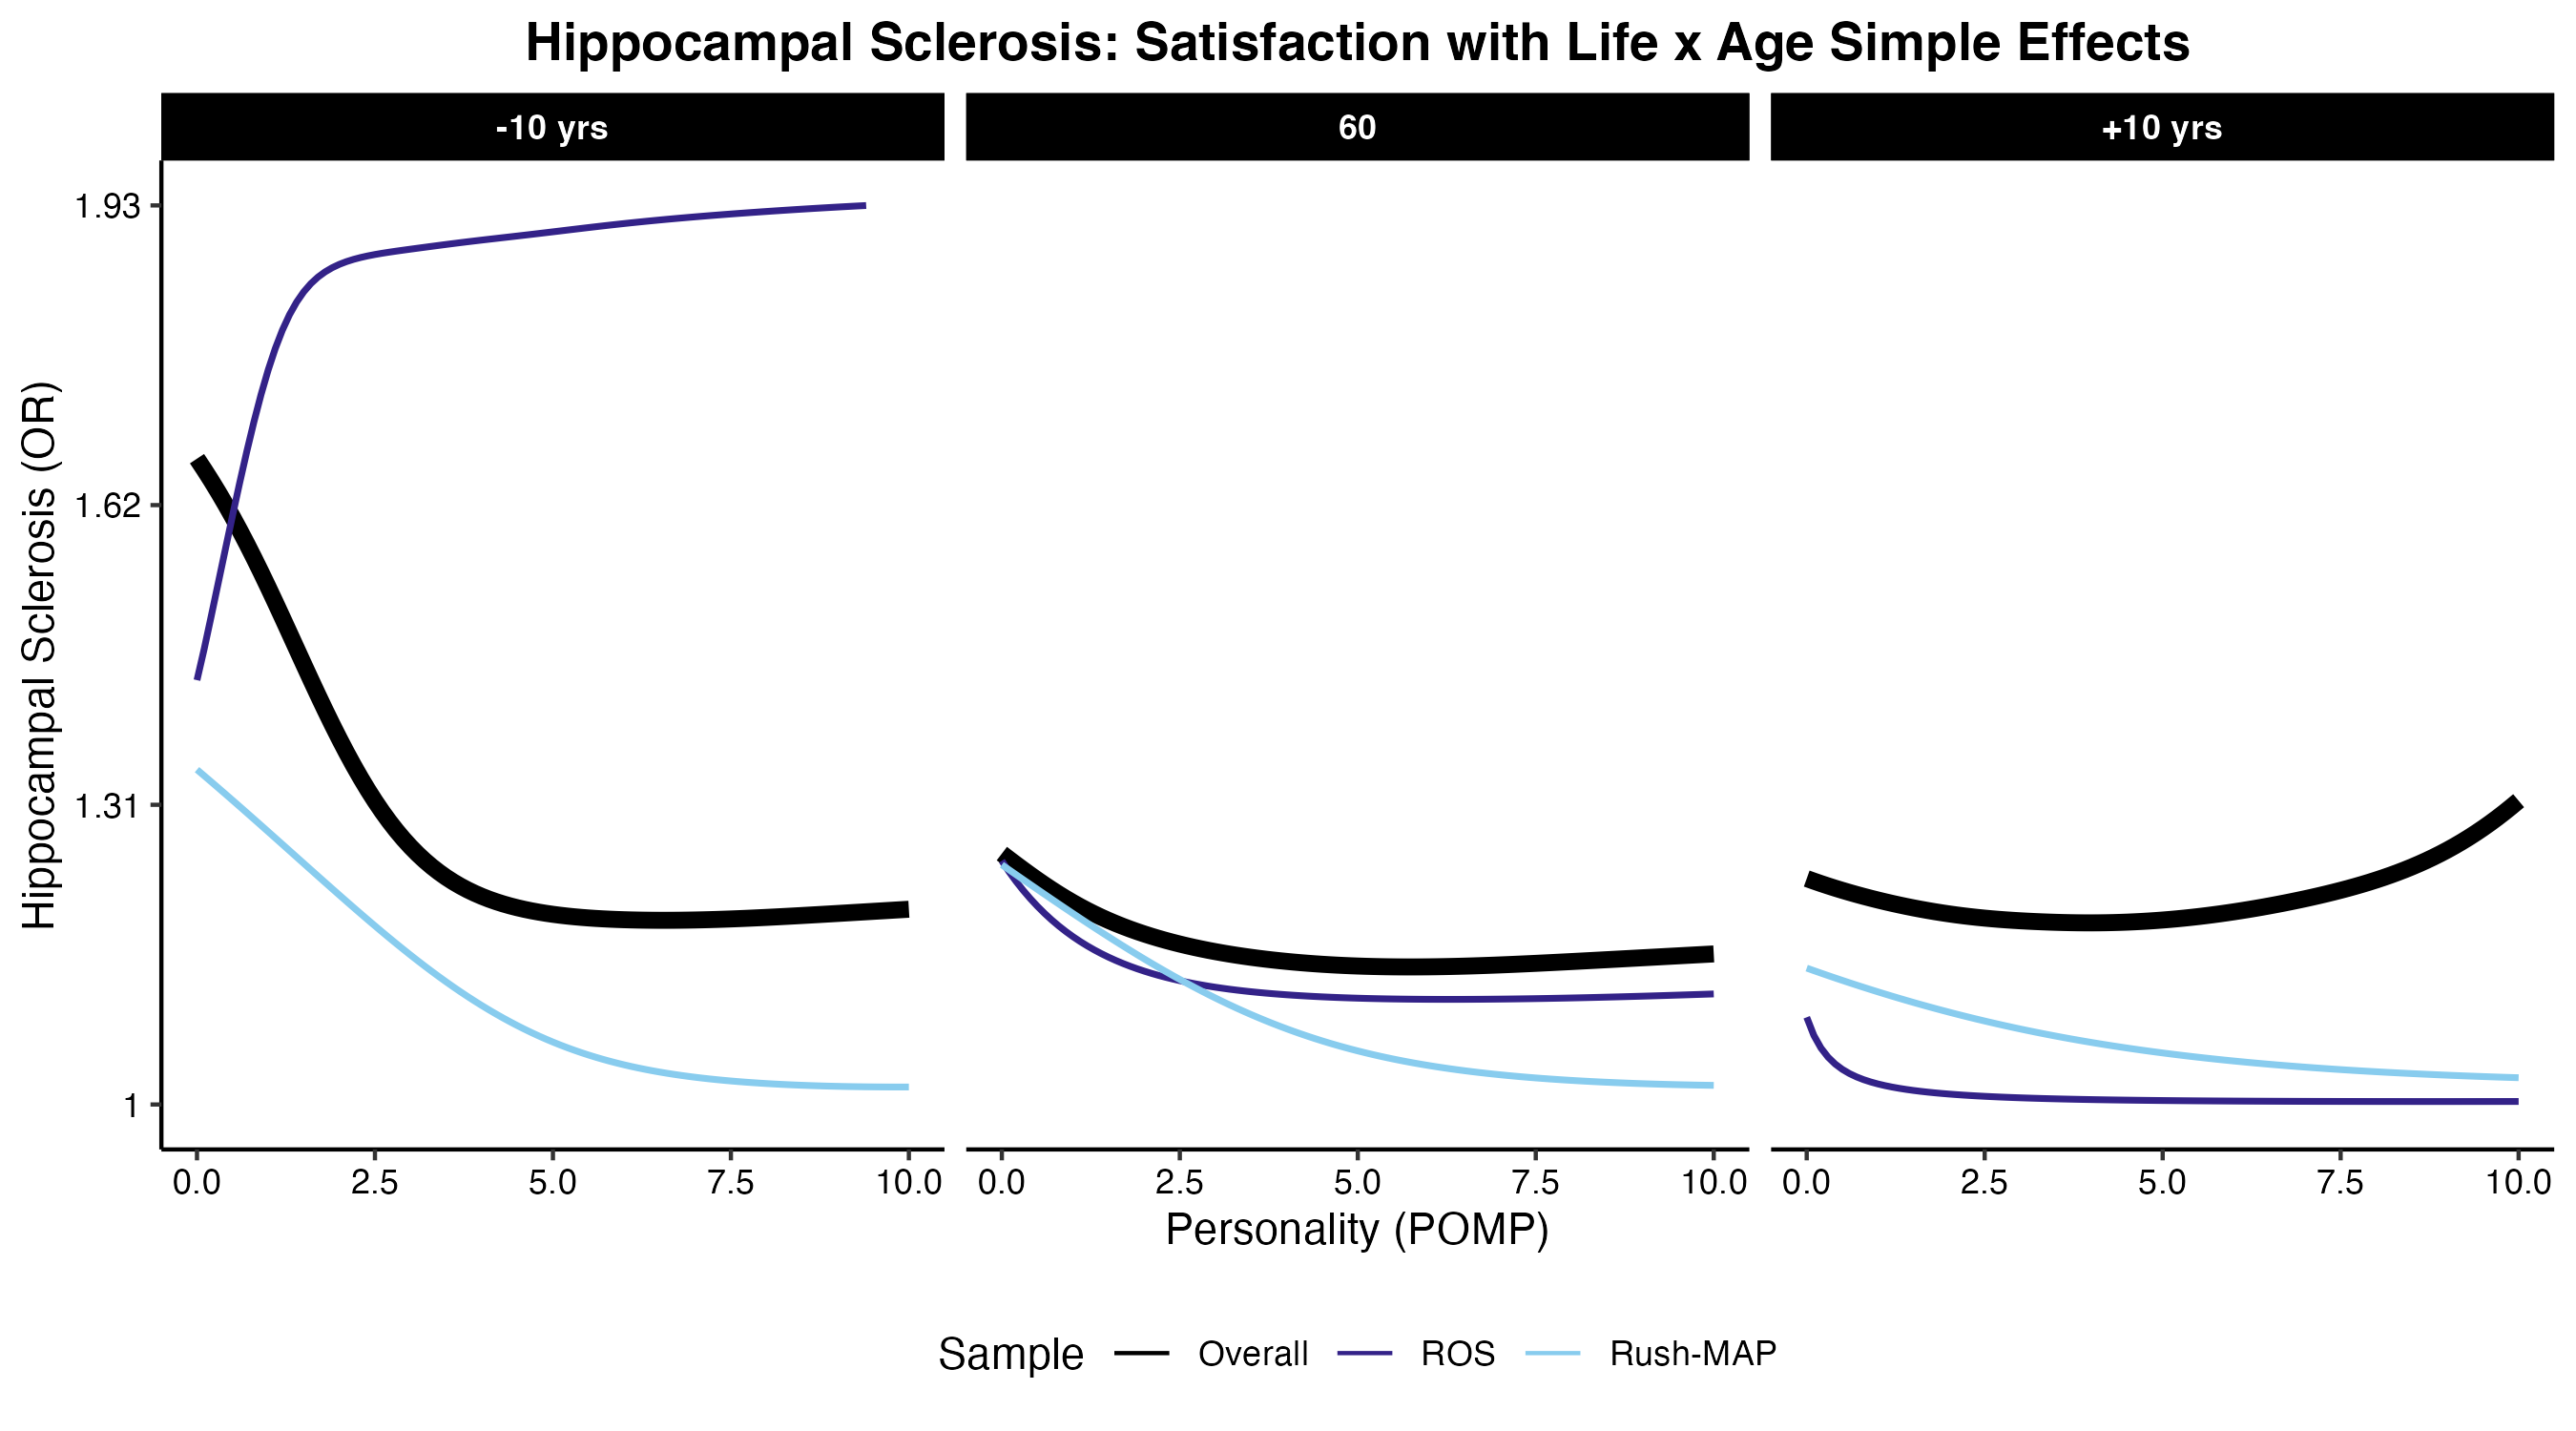 Hippocampal Sclerosis: Satisfaction with Life x Age Simple Effects
-10 yrs
60
+10 yrs
Hippocampal Sclerosis (OR)
1.93
1.62
1.31
1
0.0 2.5 5.0 7.5 10.0
0.0 2.5 5.0 7.5 10.0
0.0 2.5 5.0 7.5 10.0
Personality (POMP)
Sample Overall ROS Rush-MAP